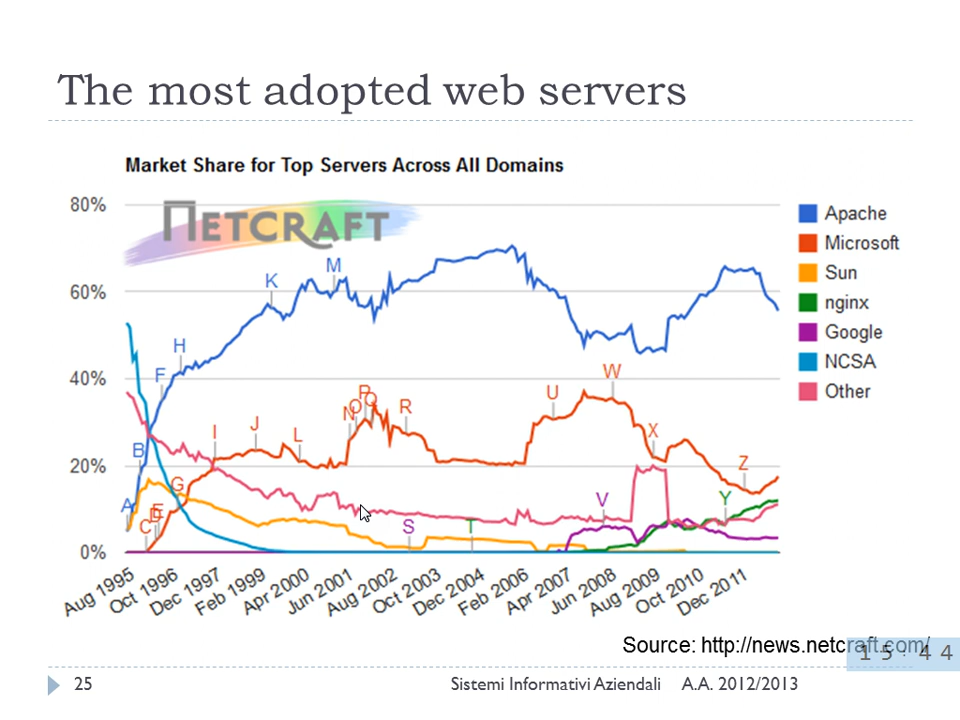 The most adopted web servers
Market Share for Top Servers Across All Domains
NETCRAFT
80%
60%
40%
20%
0%
Apache
Microsoft
Sun
nginx
Google
NCSA
Other
K
M
H
F
B
A
C
D
E
G
I
J
L
N
O
P
Q
R
S
T
U
V
W
X
Y
Z
Aug 1995
Oct 1996
Dec 1997
Feb 1999
Apr 2000
Jun 2001
Aug 2002
Oct 2003
Dec 2004
Feb 2006
Apr 2007
Jun 2008
Aug 2009
Oct 2010
Dec 2011
Source: http://news.netcraft.com/
15:44
25
Sistemi Informativi Aziendali A.A. 2012/2013